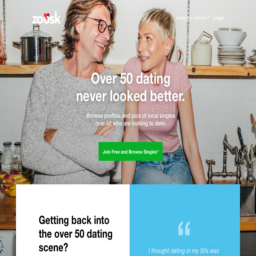 zoosk
Login
Over 50 dating
never looked better.
Browse profiles and pics of local singles
over 50 who are looking to date.
Join Free and Browse Singles*
Getting back into
the over 50 dating
scene?
“
I thought dating in my 50s was